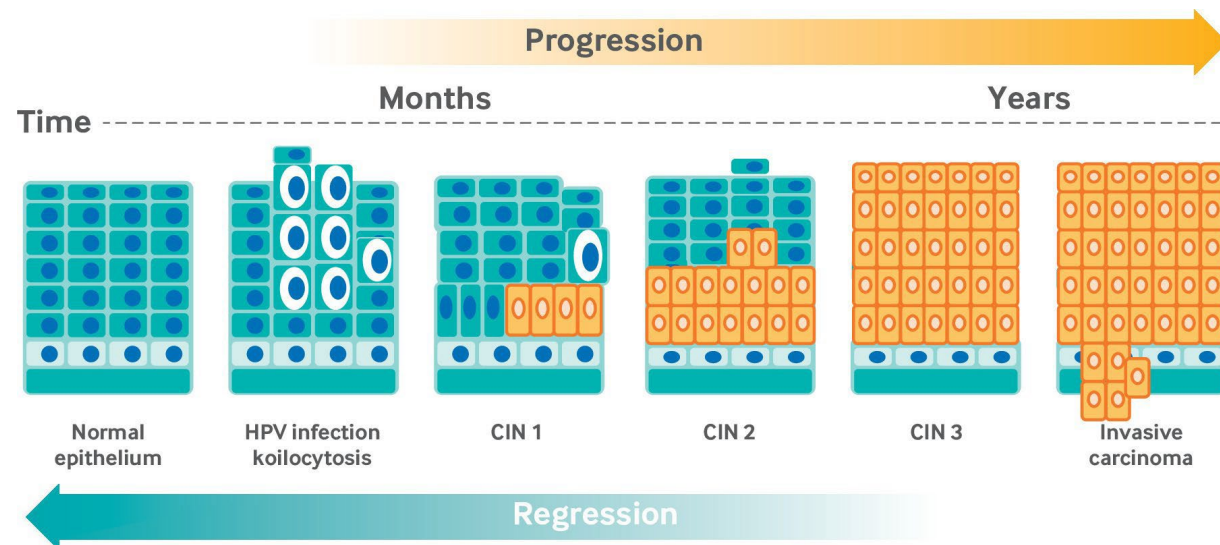 Progression
Months
Years
Time
Normal
epithelium
HPV infection
koilocytosis
CIN 1
CIN 2
CIN 3
Invasive
carcinoma
Regression